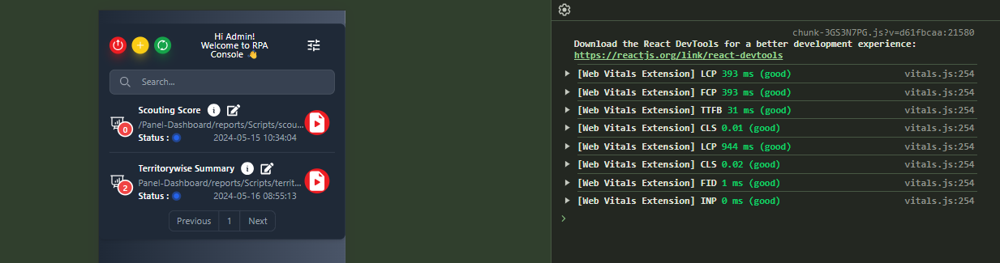 Hi Admin!
Welcome to RPA
Console 👋
Search...
Scouting Score
/Panel-Dashboard/reports/Scripts/scou...
0
Status :
2024-05-15 10:34:04
Territorywise Summary
Panel-Dashboard/reports/Scripts/territ...
2
Status :
2024-05-16 08:55:13
Previous 1 Next
chunk-3GS3N7PG.js?v=d61fbcaa:21580
Download the React DevTools for a better development experience:
https://reactjs.org/link/react-devtools
[Web Vitals Extension] LCP 393 ms (good) vitals.js:254
[Web Vitals Extension] FCP 393 ms (good) vitals.js:254
[Web Vitals Extension] TTFB 31 ms (good) vitals.js:254
[Web Vitals Extension] CLS 0.01 (good) vitals.js:254
[Web Vitals Extension] LCP 944 ms (good) vitals.js:254
[Web Vitals Extension] CLS 0.02 (good) vitals.js:254
[Web Vitals Extension] FID 1 ms (good) vitals.js:254
[Web Vitals Extension] INP 0 ms (good) vitals.js:254